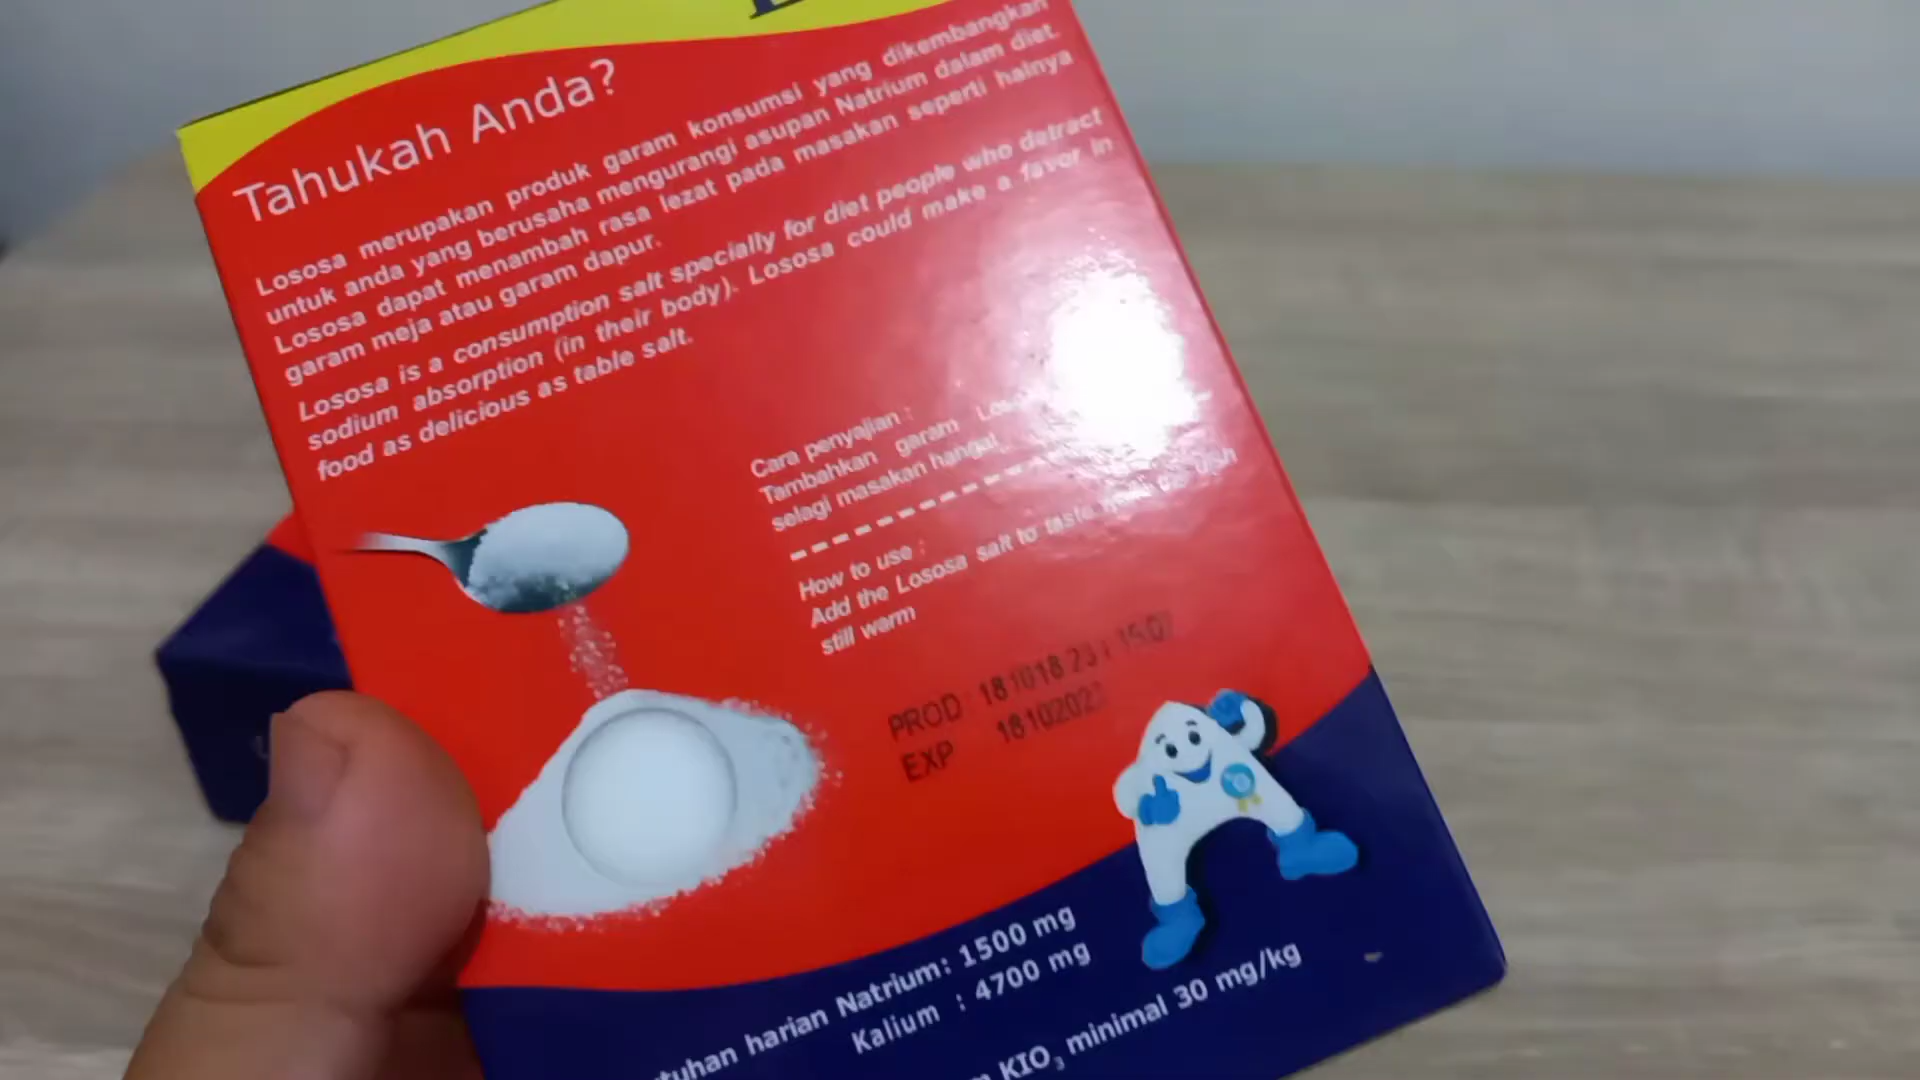 Tahukah Anda?
Lososa merupakan produk garam konsumsi yang dikembangkan
untuk anda yang berusaha mengurangi asupan Natrium dalam diet.
Lososa dapat menambah rasa lezat pada masakan seperti halnya
garam meja atau garam dapur.
Lososa is a consumption salt specially for diet people who detract
sodium absorption (in their body). Lososa could make a favor in
food as delicious as table salt.
Cara penyajian :
Tambahkan garam
selagi masakan hangat
How to use :
Add the Lososa salt to taste dish
still warm
PROD 181018
EXP
harian Natrium: 1500 mg
Kalium : 4700 mg
KIO3 minimal 30 mg/kg